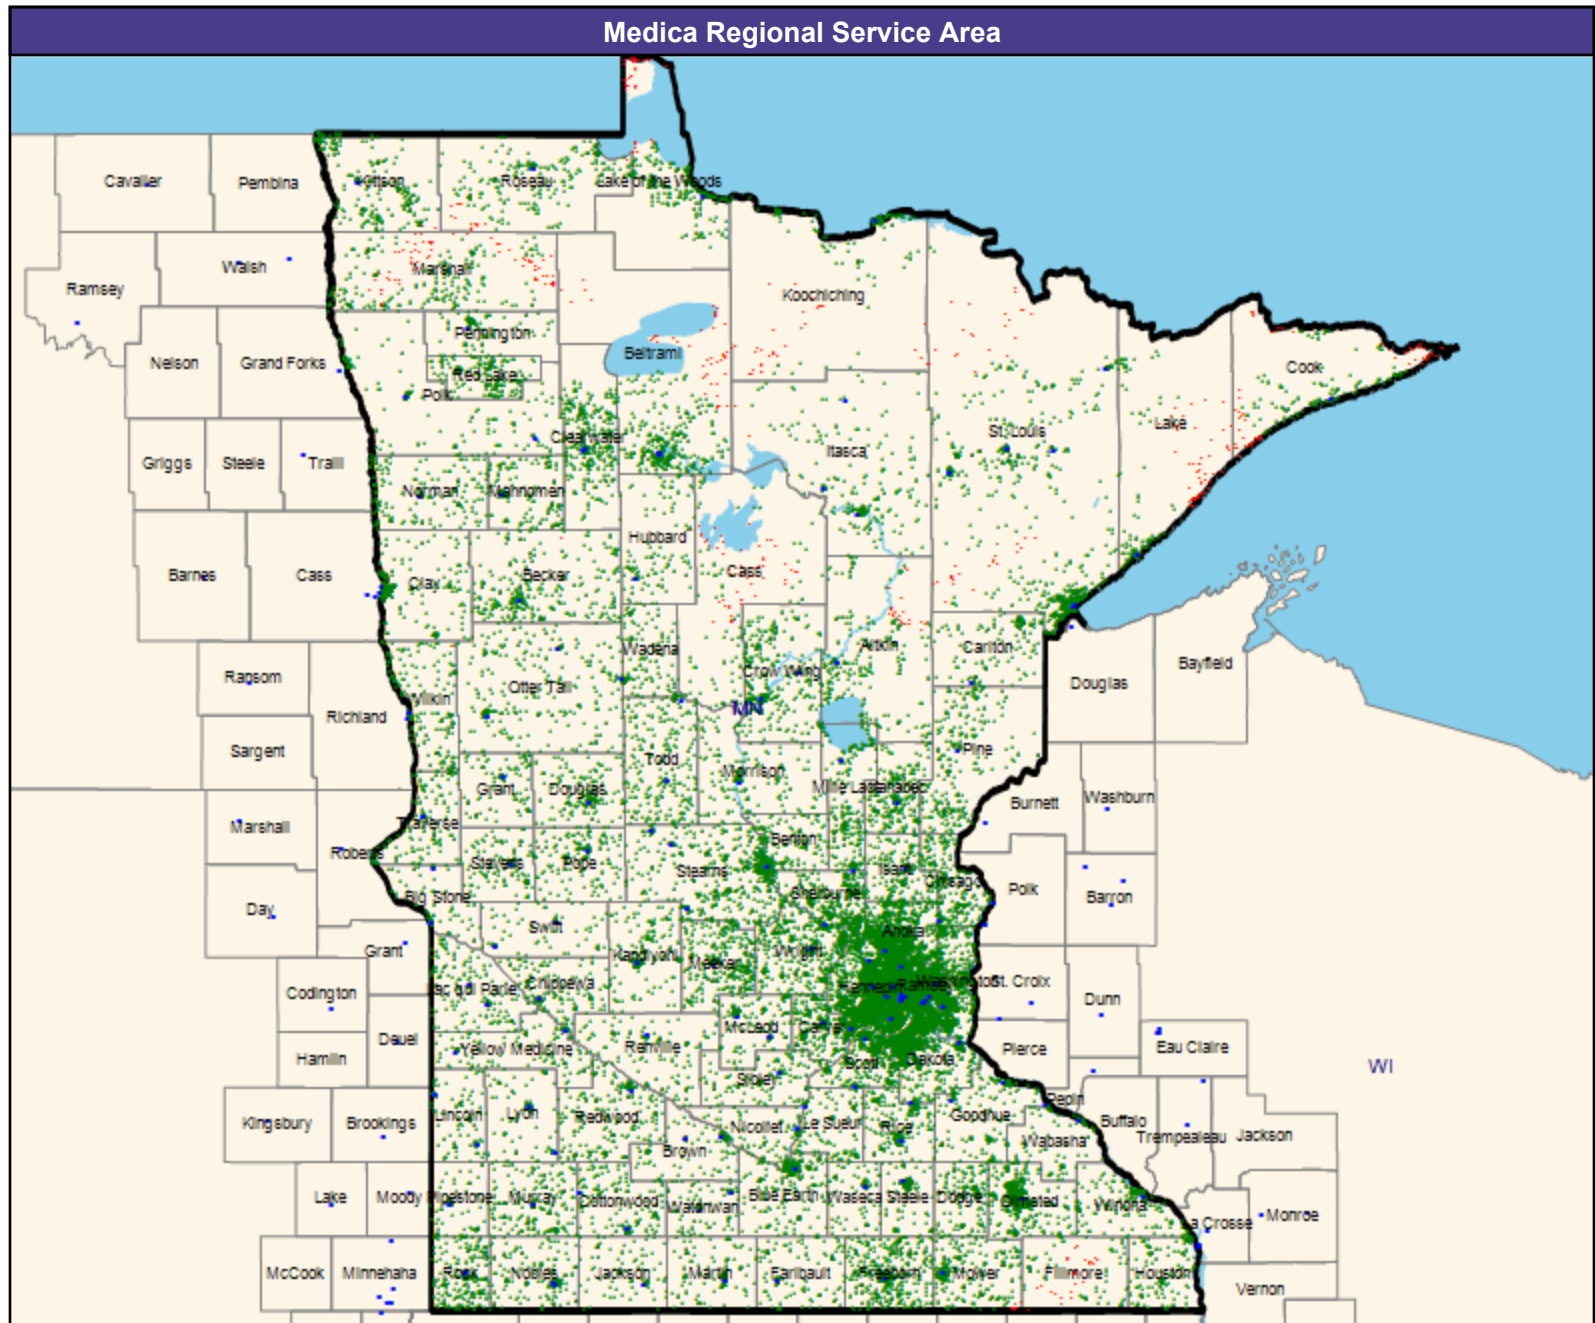 Medica Regional Service Area
Cavalier
Pembina
Kittson
Roseau
Lake of the Woods
Walsh
Ramsey
Marshall
Koochiching
Nelson
Grand Forks
Pennington
Beltrami
Red Lake
Polk
Cook
Clearwater
Lake
St. Louis
Itasca
Griggs
Steele
Traill
Norman
Mahnomen
Hubbard
Barnes
Cass
Clay
Becker
Cass
Wadena
Crow Wing
Aitkin
Carlton
Bayfield
Ransom
Otter Tail
Douglas
Wilkin
Richland
MN
Sargent
Pine
Todd
Morrison
Grant
Douglas
Mille Lacs
Kanabec
Burnett
Washburn
Marshall
Traverse
Benton
Roberts
Stevens
Pope
Stearns
Isanti
Chisago
Sherburne
Polk
Barron
Big Stone
Day
Swift
Anoka
Grant
Kandiyohi
Meeker
Wright
Codington
Lac qui Parle
Chippewa
Hennepin
Ramsey
Washington
St. Croix
Dunn
McLeod
Carver
Deuel
Hamlin
Yellow Medicine
Renville
Scott
Dakota
Pierce
Eau Claire
WI
Sibley
Pepin
Kingsbury
Brookings
Lincoln
Lyon
Redwood
Nicollet
Le Sueur
Rice
Goodhue
Wabasha
Buffalo
Trempealeau
Jackson
Brown
Lake
Moody
Pipestone
Murray
Cottonwood
Watonwan
Blue Earth
Waseca
Steele
Dodge
Olmsted
Winona
La Crosse
Monroe
McCook
Minnehaha
Rock
Nobles
Jackson
Martin
Faribault
Freeborn
Mower
Fillmore
Houston
Vernon